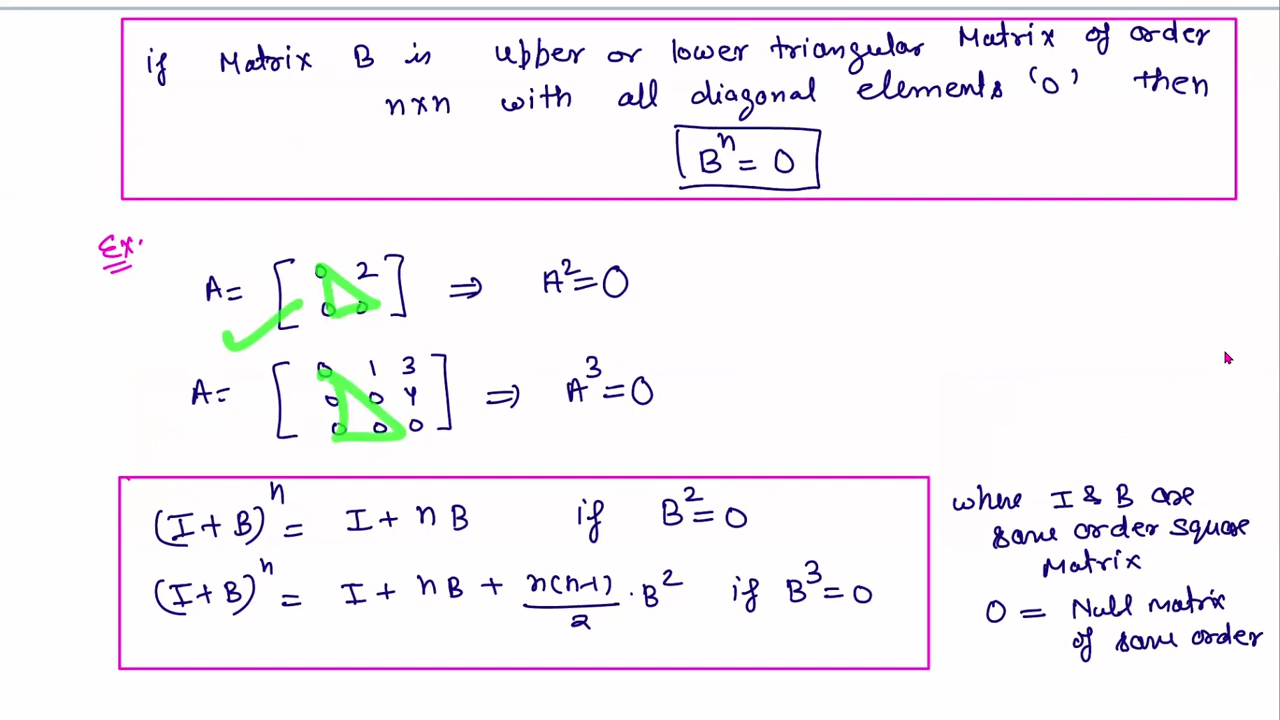 if Matrix B is upper or lower triangular Matrix of order
n×n with all diagonal elements '0' then
B^n = 0
Ex:
A = [ 0 2
0 0 ] ⇒ A^2 = 0
A = [ 0 1 3
0 0 4
0 0 0 ] ⇒ A^3 = 0
(I + B)^n = I + n B if B^2 = 0
(I + B)^n = I + n B + n(n-1)/2 · B^2 if B^3 = 0
where I & B are
same order square
Matrix
0 = Null matrix
of same order